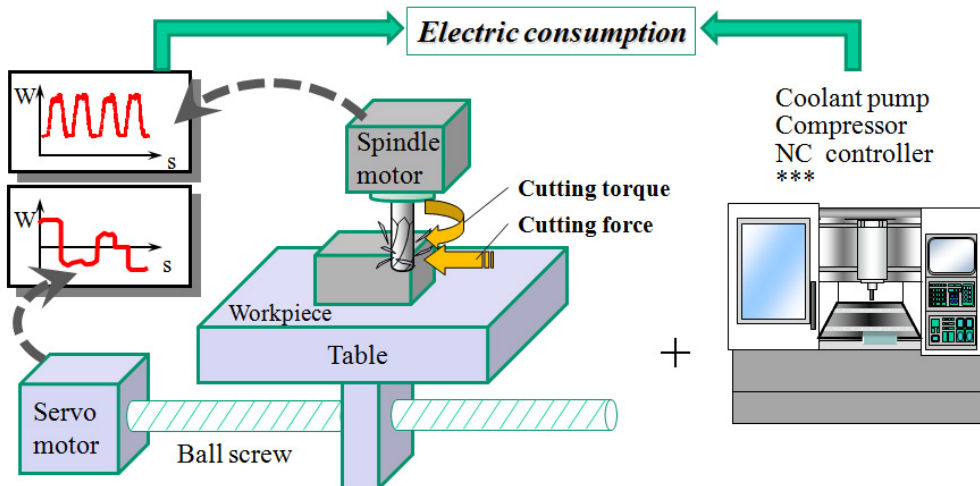 Electric consumption
W
s
W
s
Spindle
motor
Cutting torque
Cutting force
Coolant pump
Compressor
NC controller
***
Workpiece
Table
+
Servo
motor
Ball screw